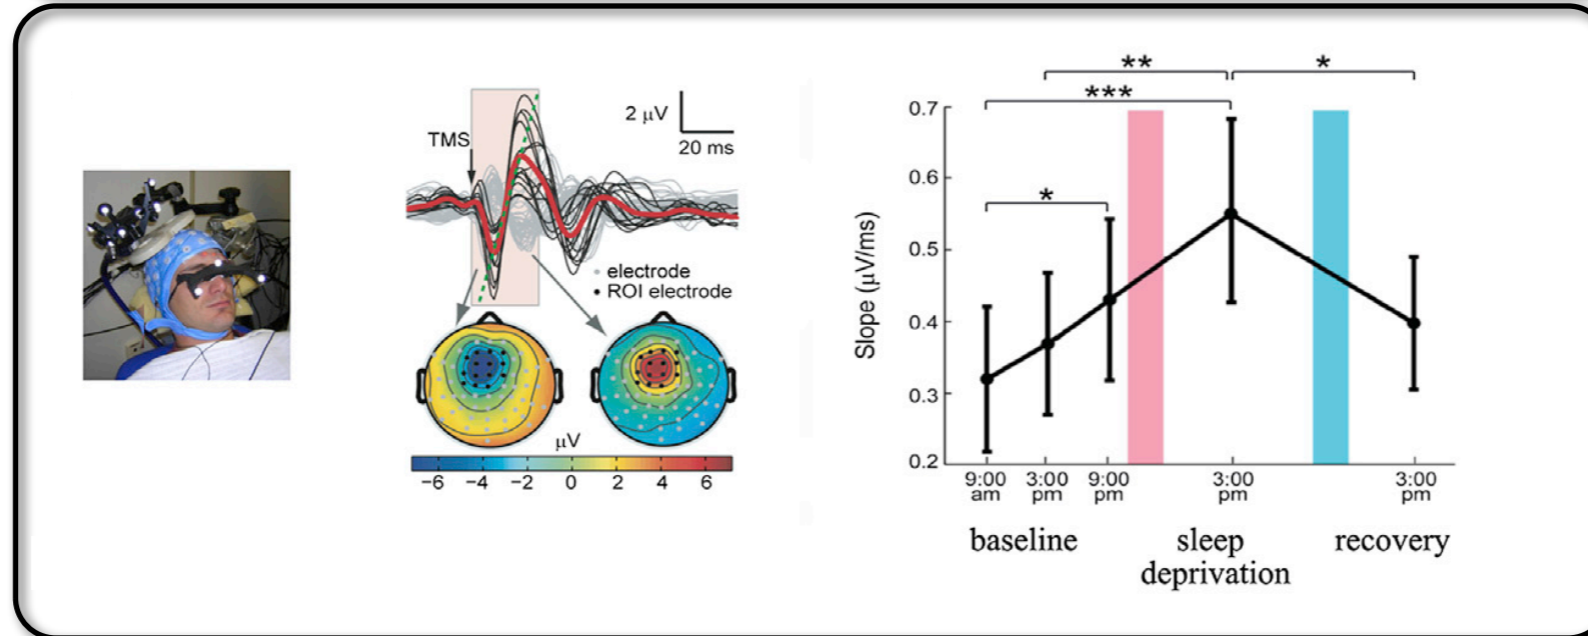 TMS
2 μV
20 ms
electrode
ROI electrode
μV
−6 −4 −2 0 2 4 6
** *
***
*
Slope (μV/ms)
0.7
0.6
0.5
0.4
0.3
0.2
9:00 3:00 9:00 3:00 3:00
am pm pm pm pm
baseline sleep recovery
deprivation